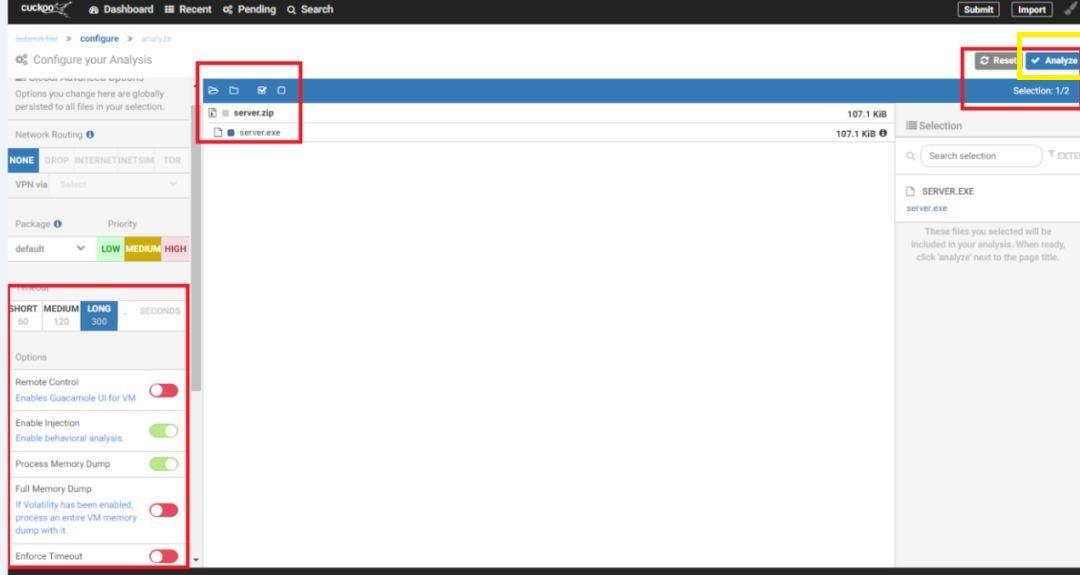 cuckoo Dashboard Recent Pending Search Submit Import
submit file » configure » analyze
Configure your Analysis
Reset Analyze
Global Advanced Options
Options you change here are globally
persisted to all files in your selection.
Selection: 1/2
server.zip 107.1 KiB
server.exe 107.1 KiB
Network Routing
NONE DROP INTERNET INETSIM TOR
VPN via Select
Package Priority
default LOW MEDIUM HIGH
Timeout
SHORT MEDIUM LONG
60 120 300 SECONDS
Options
Remote Control
Enables Guacamole UI for VM
Enable Injection
Enable behavioral analysis.
Process Memory Dump
Full Memory Dump
If Volatility has been enabled,
process an entire VM memory
dump with it.
Enforce Timeout
Selection
Search selection EXTE
SERVER.EXE
server.exe
These files you selected will be
included in your analysis. When ready,
click 'analyze' next to the page title.